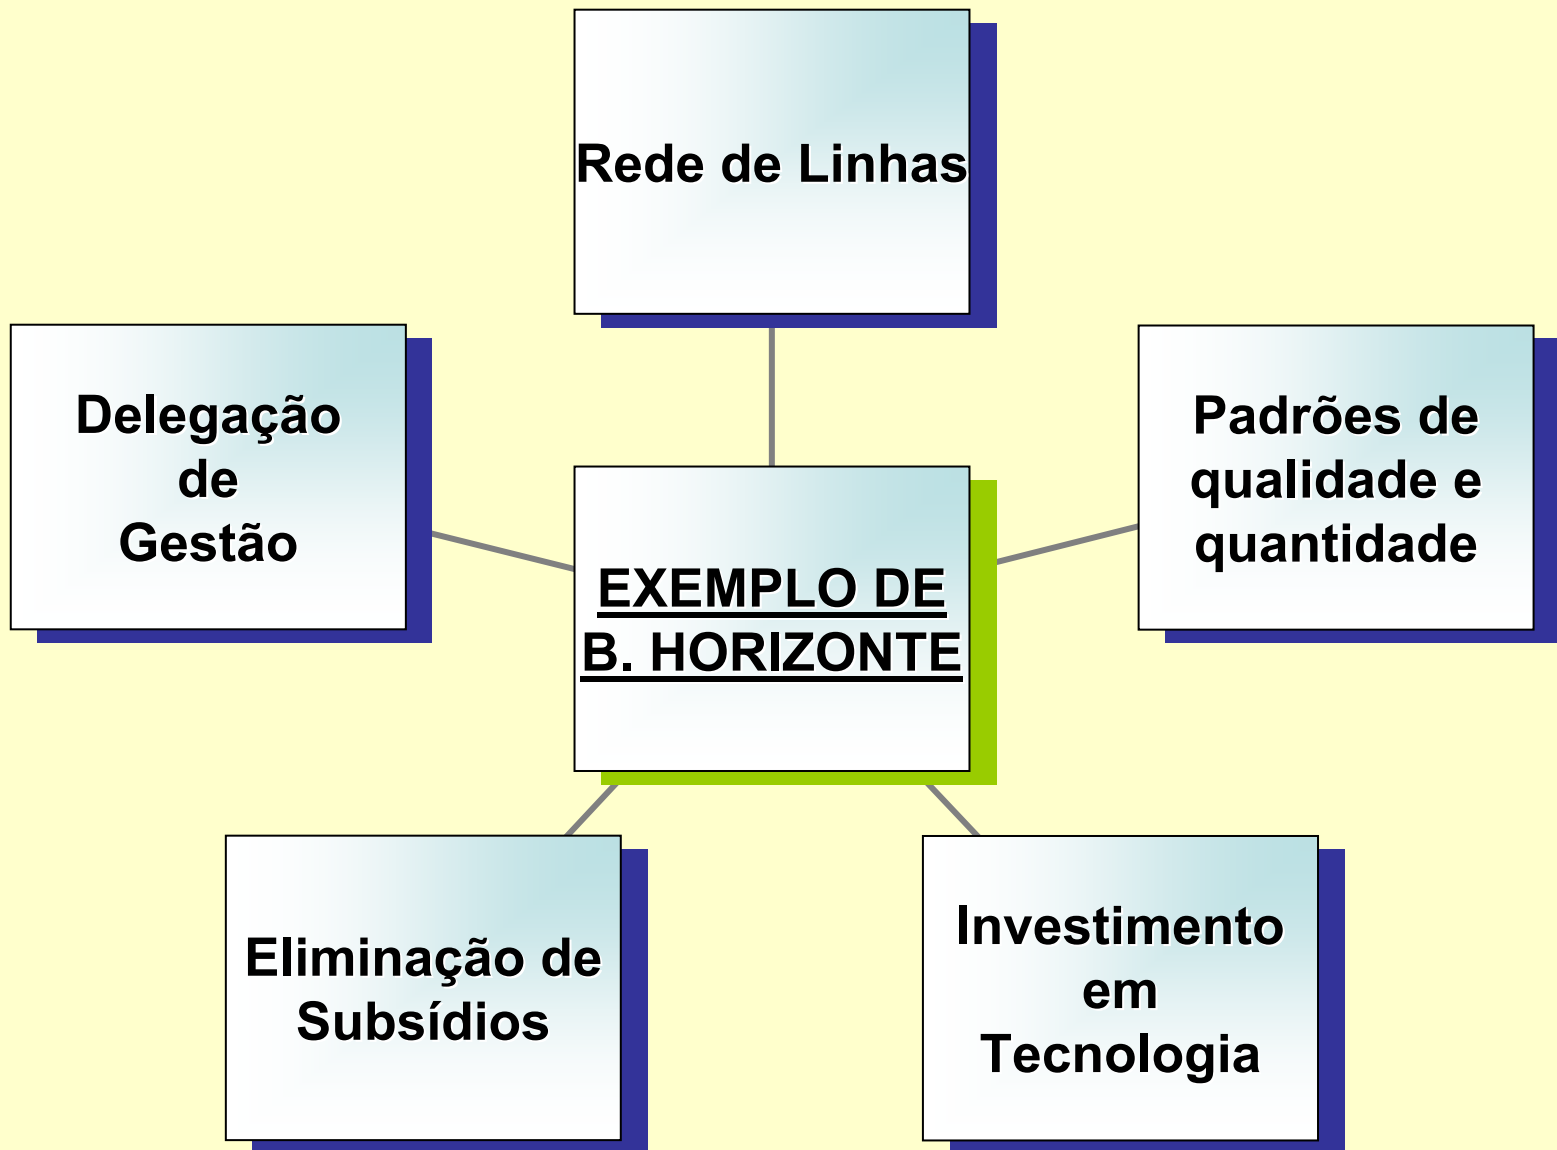 Rede de Linhas
Delegação
de
Gestão
Padrões de
qualidade e
quantidade
EXEMPLO DE
B. HORIZONTE
Eliminação de
Subsídios
Investimento
em
Tecnologia